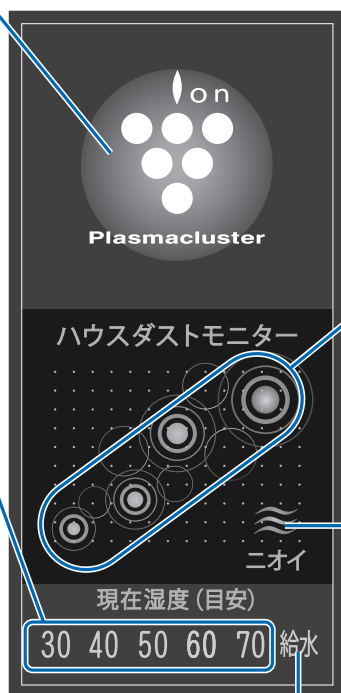 ion
Plasmacluster
ハウスダストモニター
ニオイ
現在湿度(目安)
30 40 50 60 70 給水